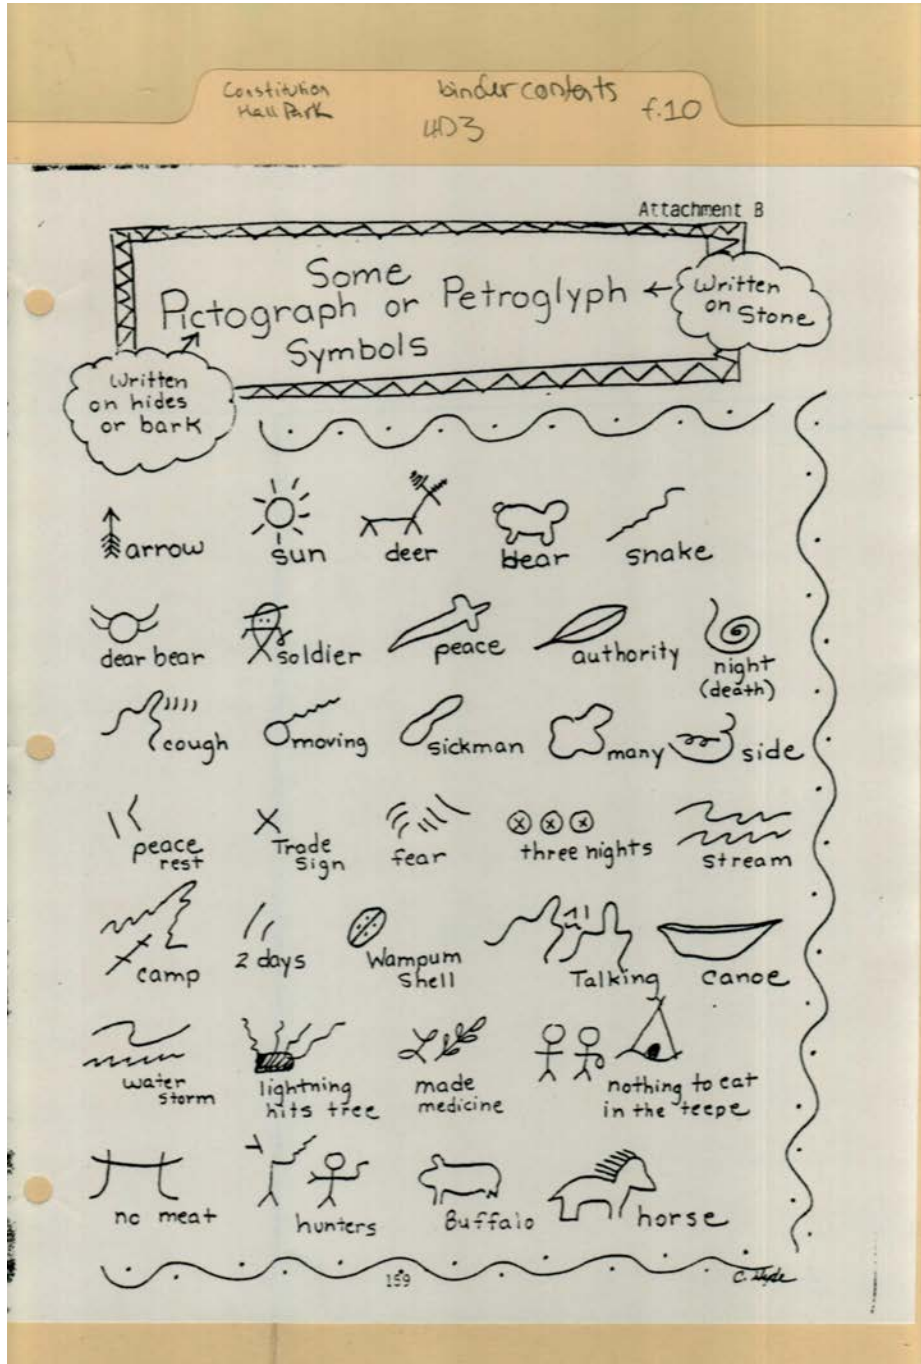 Constitution
Hall Park
binder contents
4D3
f.10
Attachment B
Some
Pictograph or Petroglyph
Symbols
Written
on Stone
Written
on hides
or bark
arrow
sun
deer
bear
snake
dear bear
soldier
peace
authority
night
(death)
cough
moving
sickman
many
side
peace
rest
Trade
Sign
fear
three nights
stream
camp
2 days
Wampum
Shell
Talking
canoe
water
storm
lightning
hits tree
made
medicine
nothing to eat
in the teepe
no meat
hunters
Buffalo
horse
159
C. Hyde